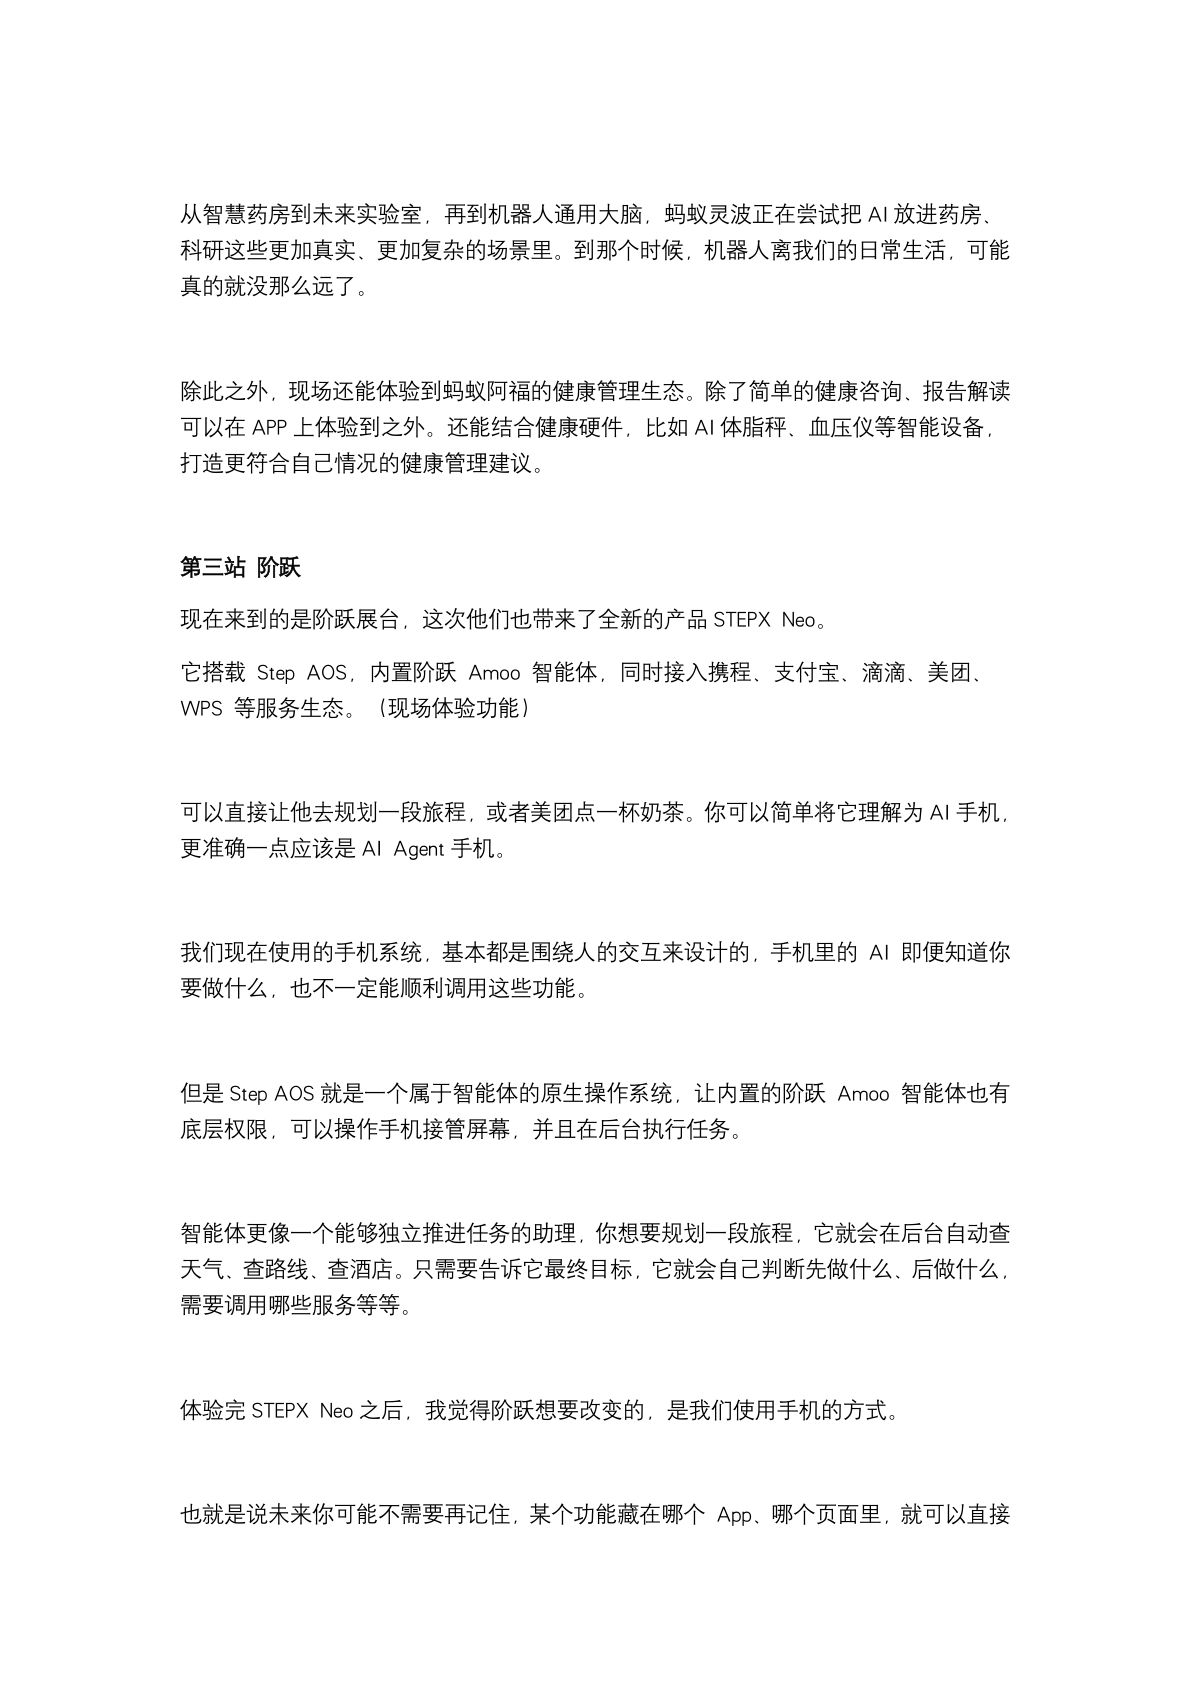 从智慧药房到未来实验室，再到机器人通用大脑，蚂蚁灵波正在尝试把 AI 放进药房、
科研这些更加真实、更加复杂的场景里。到那个时候，机器人离我们的日常生活，可能
真的就没那么远了。
除此之外，现场还能体验到蚂蚁阿福的健康管理生态。除了简单的健康咨询、报告解读
可以在 APP 上体验到之外。还能结合健康硬件，比如 AI 体脂秤、血压仪等智能设备，
打造更符合自己情况的健康管理建议。
第三站 阶跃
现在来到的是阶跃展台，这次他们也带来了全新的产品 STEPX Neo。
它搭载 Step AOS，内置阶跃 Amoo 智能体，同时接入携程、支付宝、滴滴、美团、
WPS 等服务生态。（现场体验功能）
可以直接让他去规划一段旅程，或者美团点一杯奶茶。你可以简单将它理解为 AI 手机，
更准确一点应该是 AI Agent 手机。
我们现在使用的手机系统，基本都是围绕人的交互来设计的，手机里的 AI 即便知道你
要做什么，也不一定能顺利调用这些功能。
但是 Step AOS 就是一个属于智能体的原生操作系统，让内置的阶跃 Amoo 智能体也有
底层权限，可以操作手机接管屏幕，并且在后台执行任务。
智能体更像一个能够独立推进任务的助理，你想要规划一段旅程，它就会在后台自动查
天气、查路线、查酒店。只需要告诉它最终目标，它就会自己判断先做什么、后做什么，
需要调用哪些服务等等。
体验完 STEPX Neo 之后，我觉得阶跃想要改变的，是我们使用手机的方式。
也就是说未来你可能不需要再记住，某个功能藏在哪个 App、哪个页面里，就可以直接